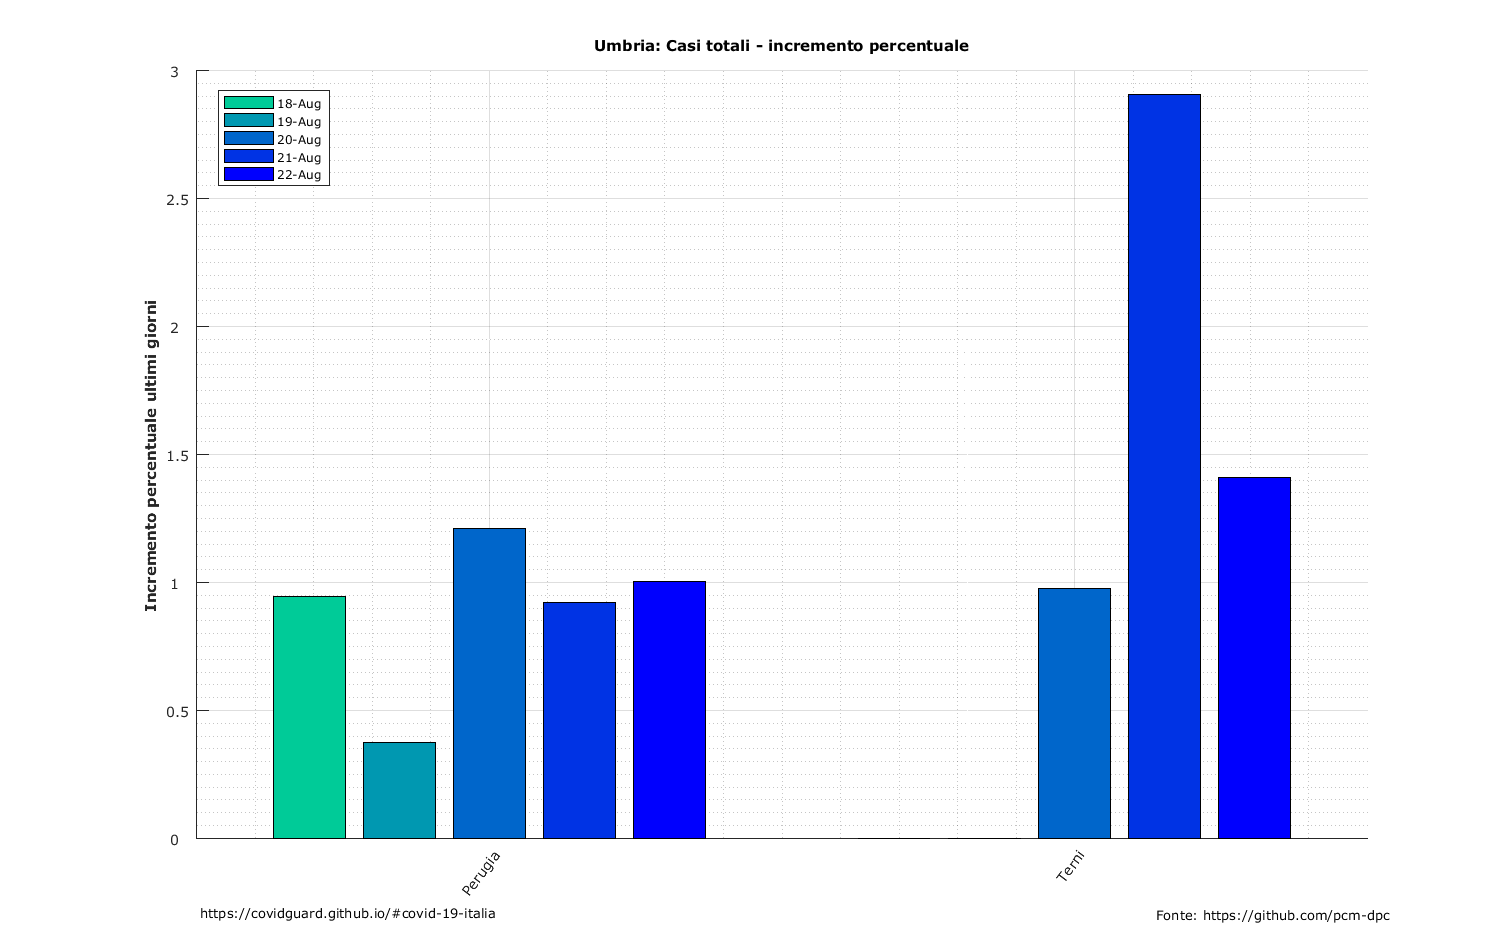 Umbria: Casi totali - incremento percentuale
3
2.5
2
1.5
1
0.5
0
Incremento percentuale ultimi giorni
18-Aug
19-Aug
20-Aug
21-Aug
22-Aug
Perugia
Terni
https://covidguard.github.io/#covid-19-italia
Fonte: https://github.com/pcm-dpc